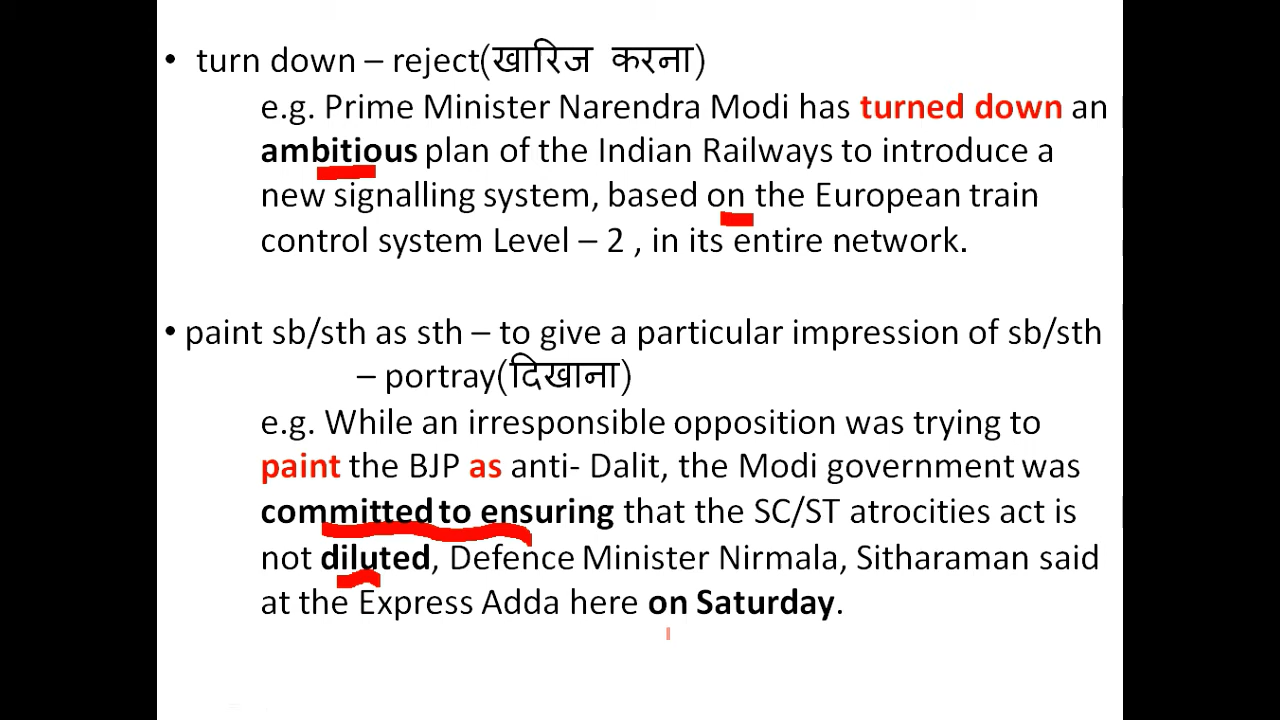 • turn down – reject(खारिज करना)
e.g. Prime Minister Narendra Modi has turned down an
ambitious plan of the Indian Railways to introduce a
new signalling system, based on the European train
control system Level – 2 , in its entire network.
• paint sb/sth as sth – to give a particular impression of sb/sth
– portray(दिखाना)
e.g. While an irresponsible opposition was trying to
paint the BJP as anti- Dalit, the Modi government was
committed to ensuring that the SC/ST atrocities act is
not diluted, Defence Minister Nirmala, Sitharaman said
at the Express Adda here on Saturday.